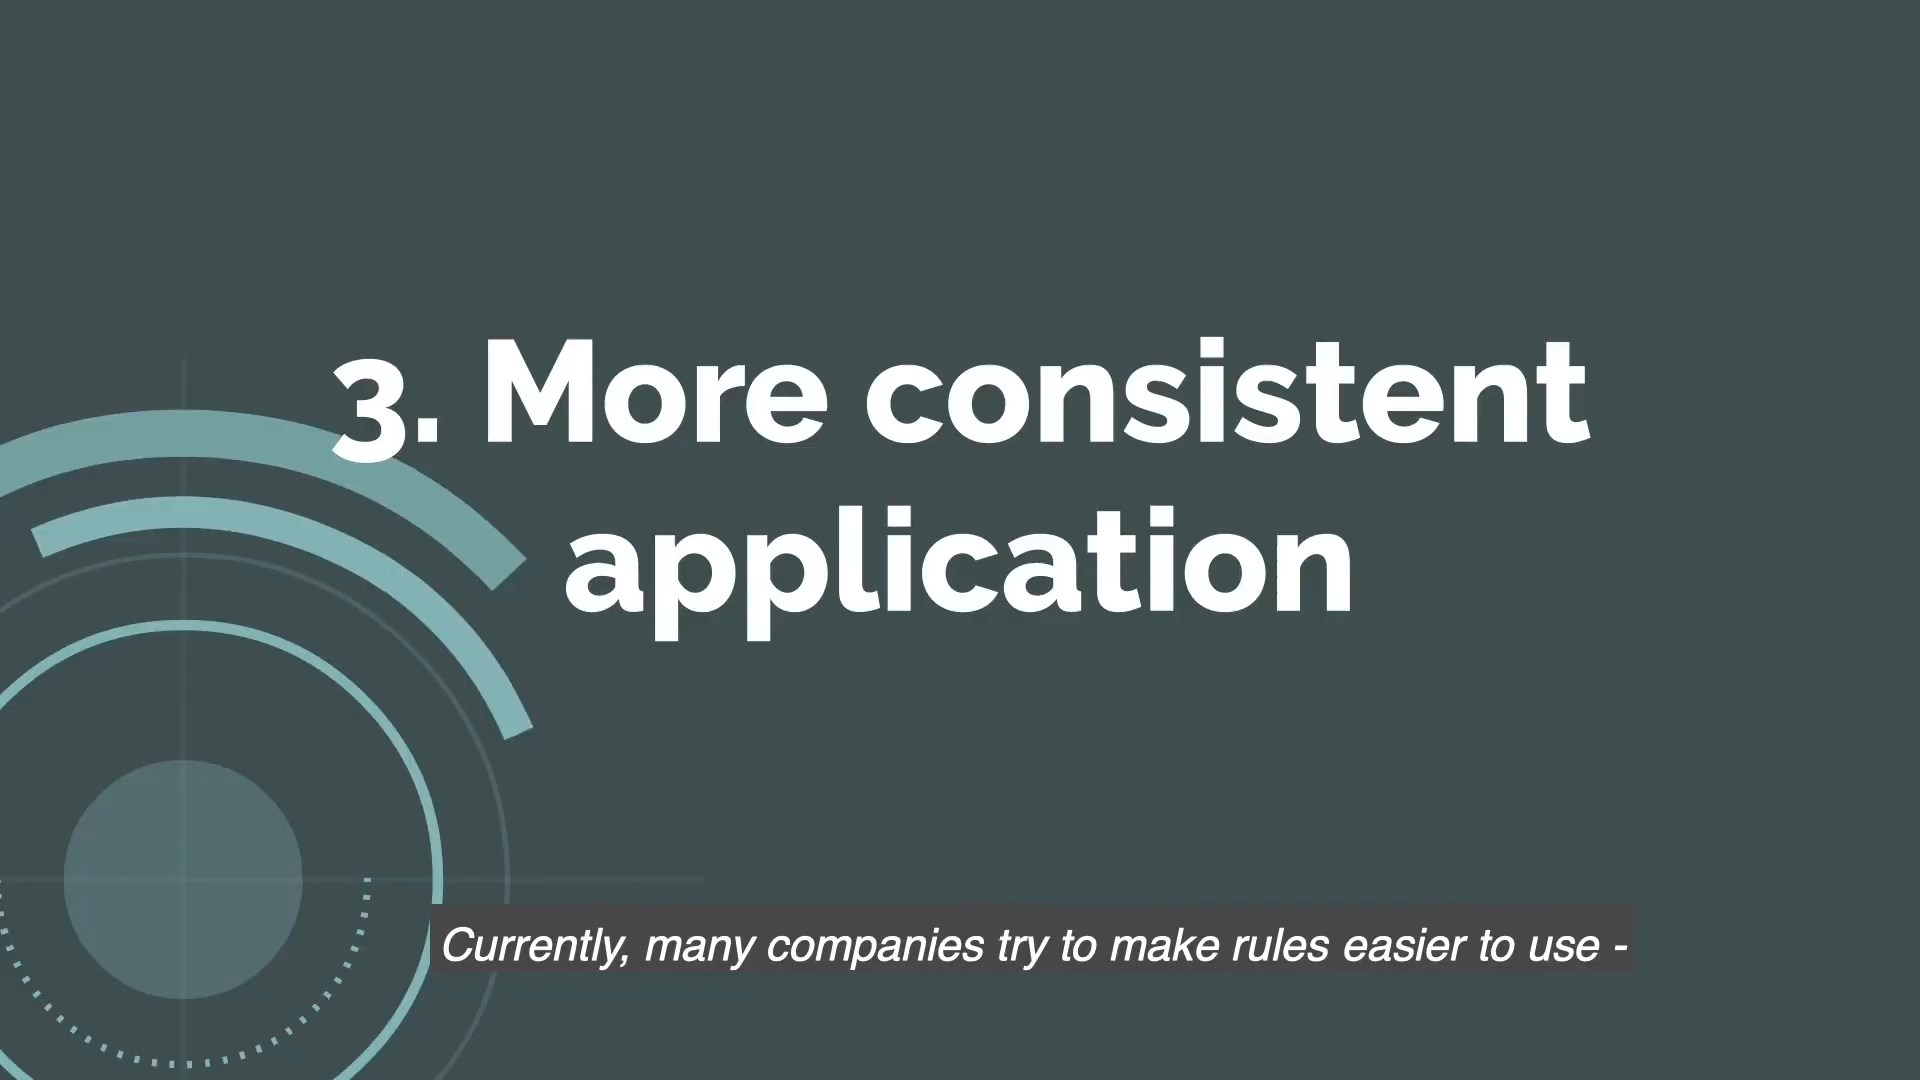 3. More consistent
application
Currently, many companies try to make rules easier to use -